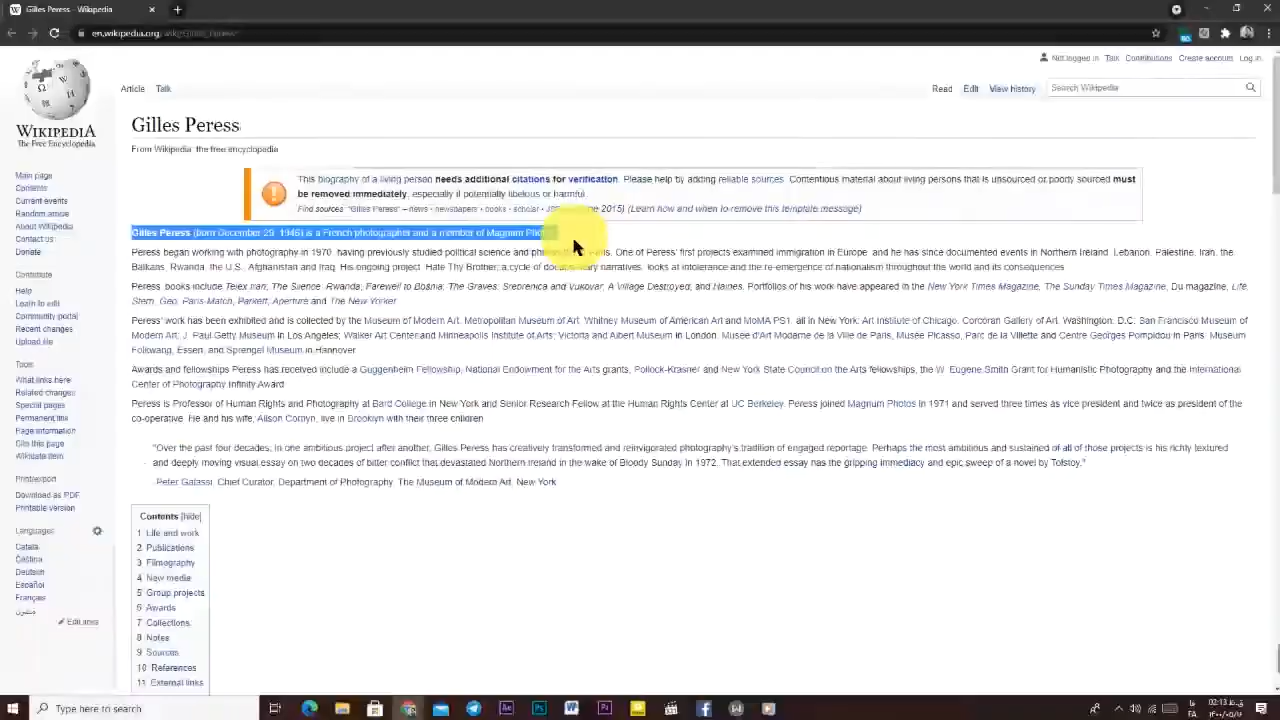 Gilles Peress - Wikipedia
en.wikipedia.org
Not logged in Talk Contributions Create account Log in
Article Talk
Read Edit View history
Search Wikipedia
WIKIPEDIA
The Free Encyclopedia
Main page
Contents
Current events
Random article
About Wikipedia
Contact us
Donate
Contribute
Help
Learn to edit
Community portal
Recent changes
Upload file
Tools
What links here
Related changes
Special pages
Permanent link
Page information
Cite this page
Wikidata item
Print/export
Download as PDF
Printable version
Languages
Català
Čeština
Deutsch
Español
Français
Edit links
Gilles Peress
From Wikipedia, the free encyclopedia
This biography of a living person needs additional citations for verification. Please help by adding reliable sources. Contentious material about living persons that is unsourced or poorly sourced must
be removed immediately, especially if potentially libelous or harmful.
Find sources: "Gilles Peress" – news · newspapers · books · scholar · 2015) (Learn how and when to remove this template message)
Gilles Peress (born December 29, 1946) is a French photographer and a member of Magnum
Peress began working with photography in 1970, having previously studied political science and One of Peress' first projects examined immigration in Europe, and he has since documented events in Northern Ireland, Palestine, Iran, the
Balkans, Rwanda, the U.S., Afghanistan and Iraq. His ongoing project, Hate Thy Brother, a cycle of documentary narratives, looks at intolerance and the re-emergence of nationalism throughout the world and its consequences.
Peress' books include Telex Iran; The Silence: Rwanda; Farewell to Bosnia; The Graves: Srebrenica and Vukovar; A Village Destroyed; and Haines. Portfolios of his work have appeared in the New York Times Magazine, The Sunday Times Magazine, Du magazine, Life,
Stern, Geo, Paris-Match, Parkett, Aperture and The New Yorker.
Peress' work has been exhibited and is collected by the Museum of Modern Art, Metropolitan Museum of Art, Whitney Museum of American Art and MoMA PS1, all in New York; Art Institute of Chicago; Corcoran Gallery of Art, Washington, D.C; San Francisco Museum of
Modern Art; J. Paul Getty Museum in Los Angeles; Walker Art Center and Minneapolis Institute of Arts; Victoria and Albert Museum in London; Musée d'Art Moderne de la Ville de Paris, Musée Picasso, Parc de la Villette and Centre Georges Pompidou in Paris; Museum
Folkwang, Essen; and Sprengel Museum in Hannover.
Awards and fellowships Peress has received include a Guggenheim Fellowship, National Endowment for the Arts grants, Pollock-Krasner and New York State Council on the Arts fellowships, the W. Eugene Smith Grant for Humanistic Photography and the International
Center of Photography Infinity Award.
Peress is Professor of Human Rights and Photography at Bard College in New York and Senior Research Fellow at the Human Rights Center at UC Berkeley. Peress joined Magnum Photos in 1971 and served three times as vice president and twice as president of the
co-operative. He and his wife, Alison Cornyn, live in Brooklyn with their three children.
"Over the past four decades, in one ambitious project after another, Gilles Peress has creatively transformed and reinvigorated photography's tradition of engaged reportage. Perhaps the most ambitious and sustained of all of those projects is his richly textured
and deeply moving visual essay on two decades of bitter conflict that devastated Northern Ireland in the wake of Bloody Sunday in 1972. That extended essay has the gripping immediacy and epic sweep of a novel by Tolstoy."
Peter Galassi, Chief Curator, Department of Photography, The Museum of Modern Art, New York
Contents [hide]
1 Life and work
2 Publications
3 Filmography
4 New media
5 Group projects
6 Awards
7 Collections
8 Notes
9 Sources
10 References
11 External links
Type here to search